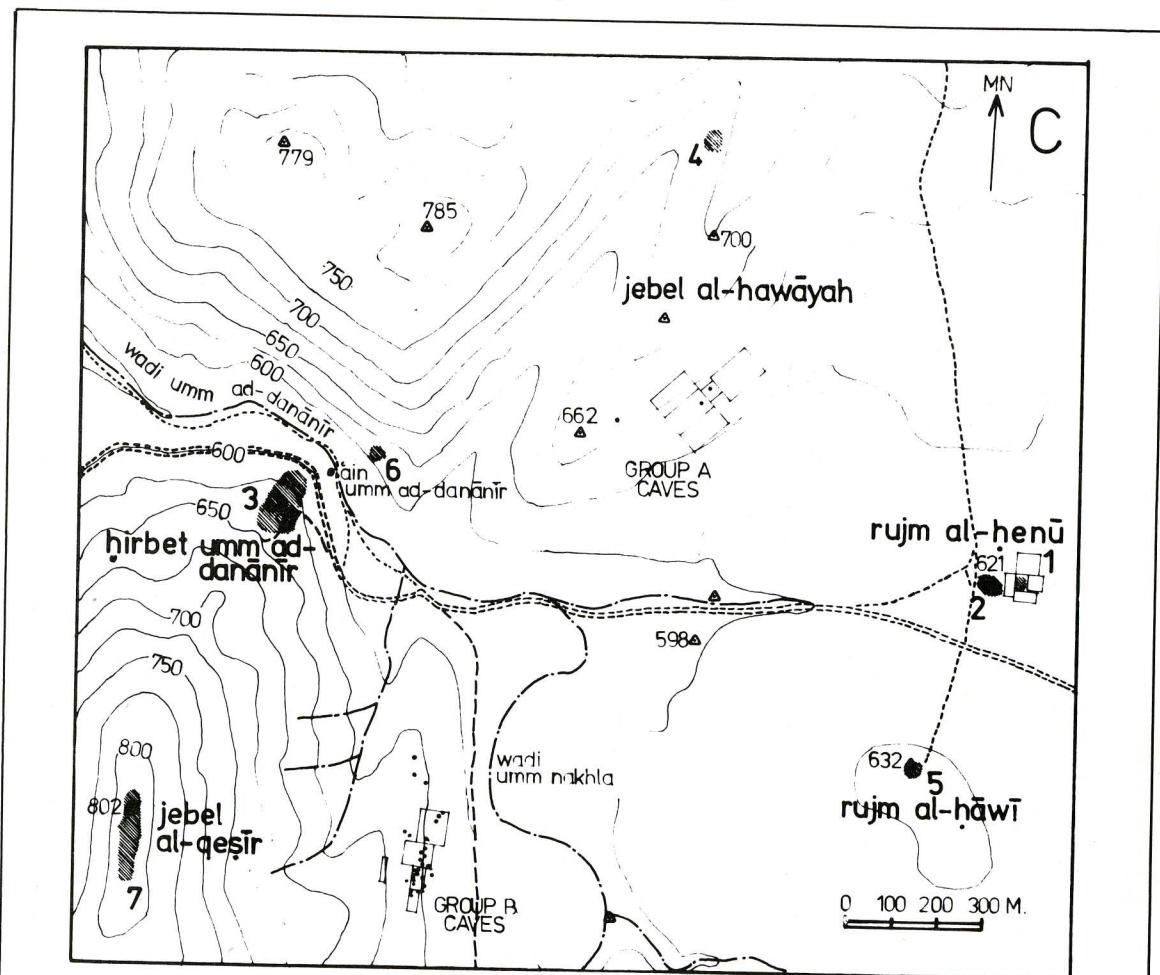 MN
C
779
4
785
700
750
jebel al-hawāyah
700
650
600
wadi umm ad-danānīr
662
600
6
'ain
umm ad-danānīr
GROUP A
CAVES
3
650
ḫirbet umm ad-
danānīr
rujm al-ḥenū
1
621
2
598
700
750
800
wadi
umm nakhla
632
5
rujm al-ḥāwī
802
jebel
al-qeṣīr
7
GROUP B
CAVES
0 100 200 300 M.